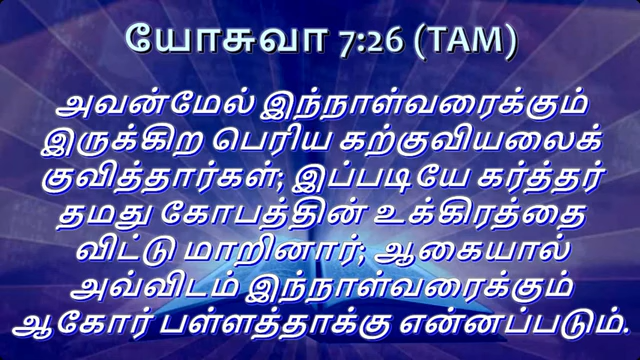 யோசுவா 7:26 (TAM)
அவன்மேல் இந்நாள்வரைக்கும்
இருக்கிற பெரிய கற்குவியலைக்
குவித்தார்கள்; இப்படியே கர்த்தர்
தமது கோபத்தின் உக்கிரத்தை
விட்டு மாறினார்; ஆகையால்
அவ்விடம் இந்நாள்வரைக்கும்
ஆகோர் பள்ளத்தாக்கு என்னப்படும்.